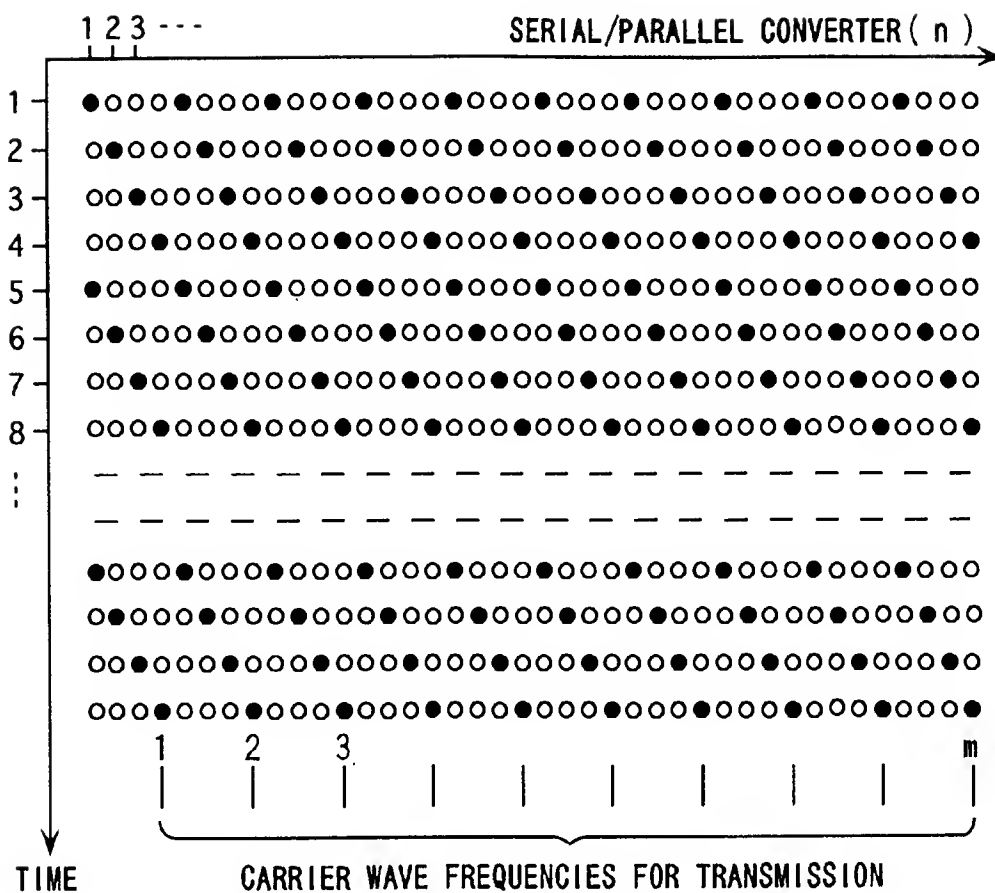 1 2 3 ---
SERIAL/PARALLEL CONVERTER( n )
1
2
3
4
5
6
7
8
1 2 3 m
TIME
CARRIER WAVE FREQUENCIES FOR TRANSMISSION